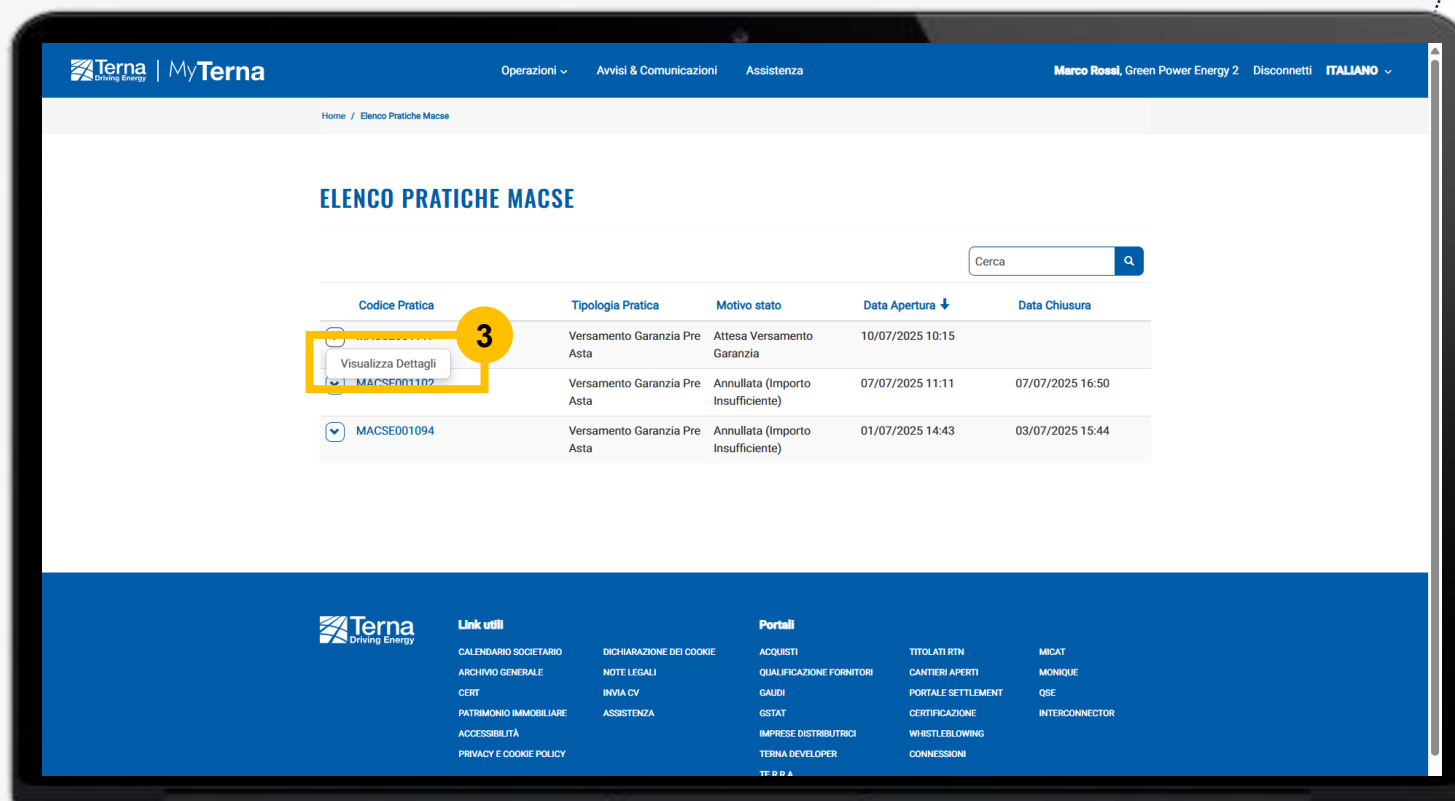 Terna Driving Energy | MyTerna Operazioni Avvisi & Comunicazioni Assistenza Marco Rossi, Green Power Energy 2 Disconnetti ITALIANO
Home / Elenco Pratiche Macse
ELENCO PRATICHE MACSE
Cerca
Codice Pratica Tipologia Pratica Motivo stato Data Apertura Data Chiusura
3
Versamento Garanzia Pre Asta Attesa Versamento Garanzia 10/07/2025 10:15
Visualizza Dettagli
MACSE001102 Versamento Garanzia Pre Asta Annullata (Importo Insufficiente) 07/07/2025 11:11 07/07/2025 16:50
MACSE001094 Versamento Garanzia Pre Asta Annullata (Importo Insufficiente) 01/07/2025 14:43 03/07/2025 15:44
Terna Driving Energy
Link utili
CALENDARIO SOCIETARIO
ARCHIVIO GENERALE
CERT
PATRIMONIO IMMOBILIARE
ACCESSIBILITÀ
PRIVACY E COOKIE POLICY
DICHIARAZIONE DEI COOKIE
NOTE LEGALI
INVIA CV
ASSISTENZA
Portali
ACQUISTI
QUALIFICAZIONE FORNITORI
GAUDI
GSTAT
IMPRESE DISTRIBUTRICI
TERNA DEVELOPER
TE.R.R.A.
TITOLATI RTN
CANTIERI APERTI
PORTALE SETTLEMENT
CERTIFICAZIONE
WHISTLEBLOWING
CONNESSIONI
MICAT
MONIQUE
QSE
INTERCONNECTOR